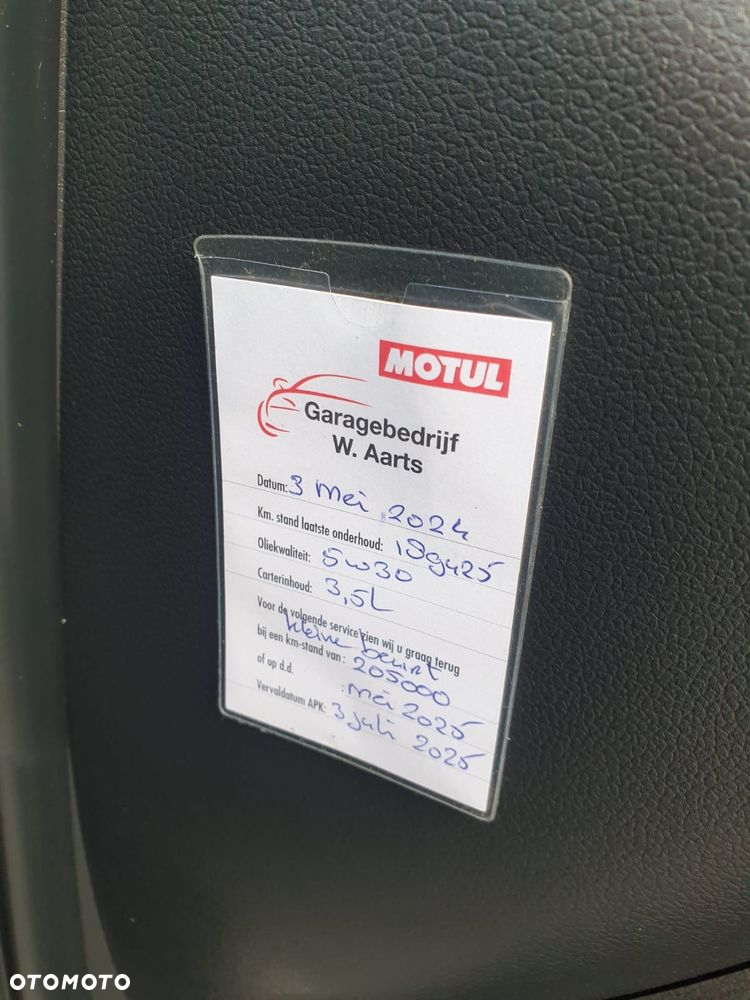 MOTUL
Garagebedrijf
W. Aarts
Datum: 3 Mei 2024
Km. stand laatste onderhoud: 189425
Oliekwaliteit: 5w30
Carterinhoud: 3,5L
Voor de volgende service zien wij u graag terug
kleine beurt
bij een km-stand van: 205000
of op d.d. : mei 2025
Vervaldatum APK: 3 juli 2025
OTOMOTO